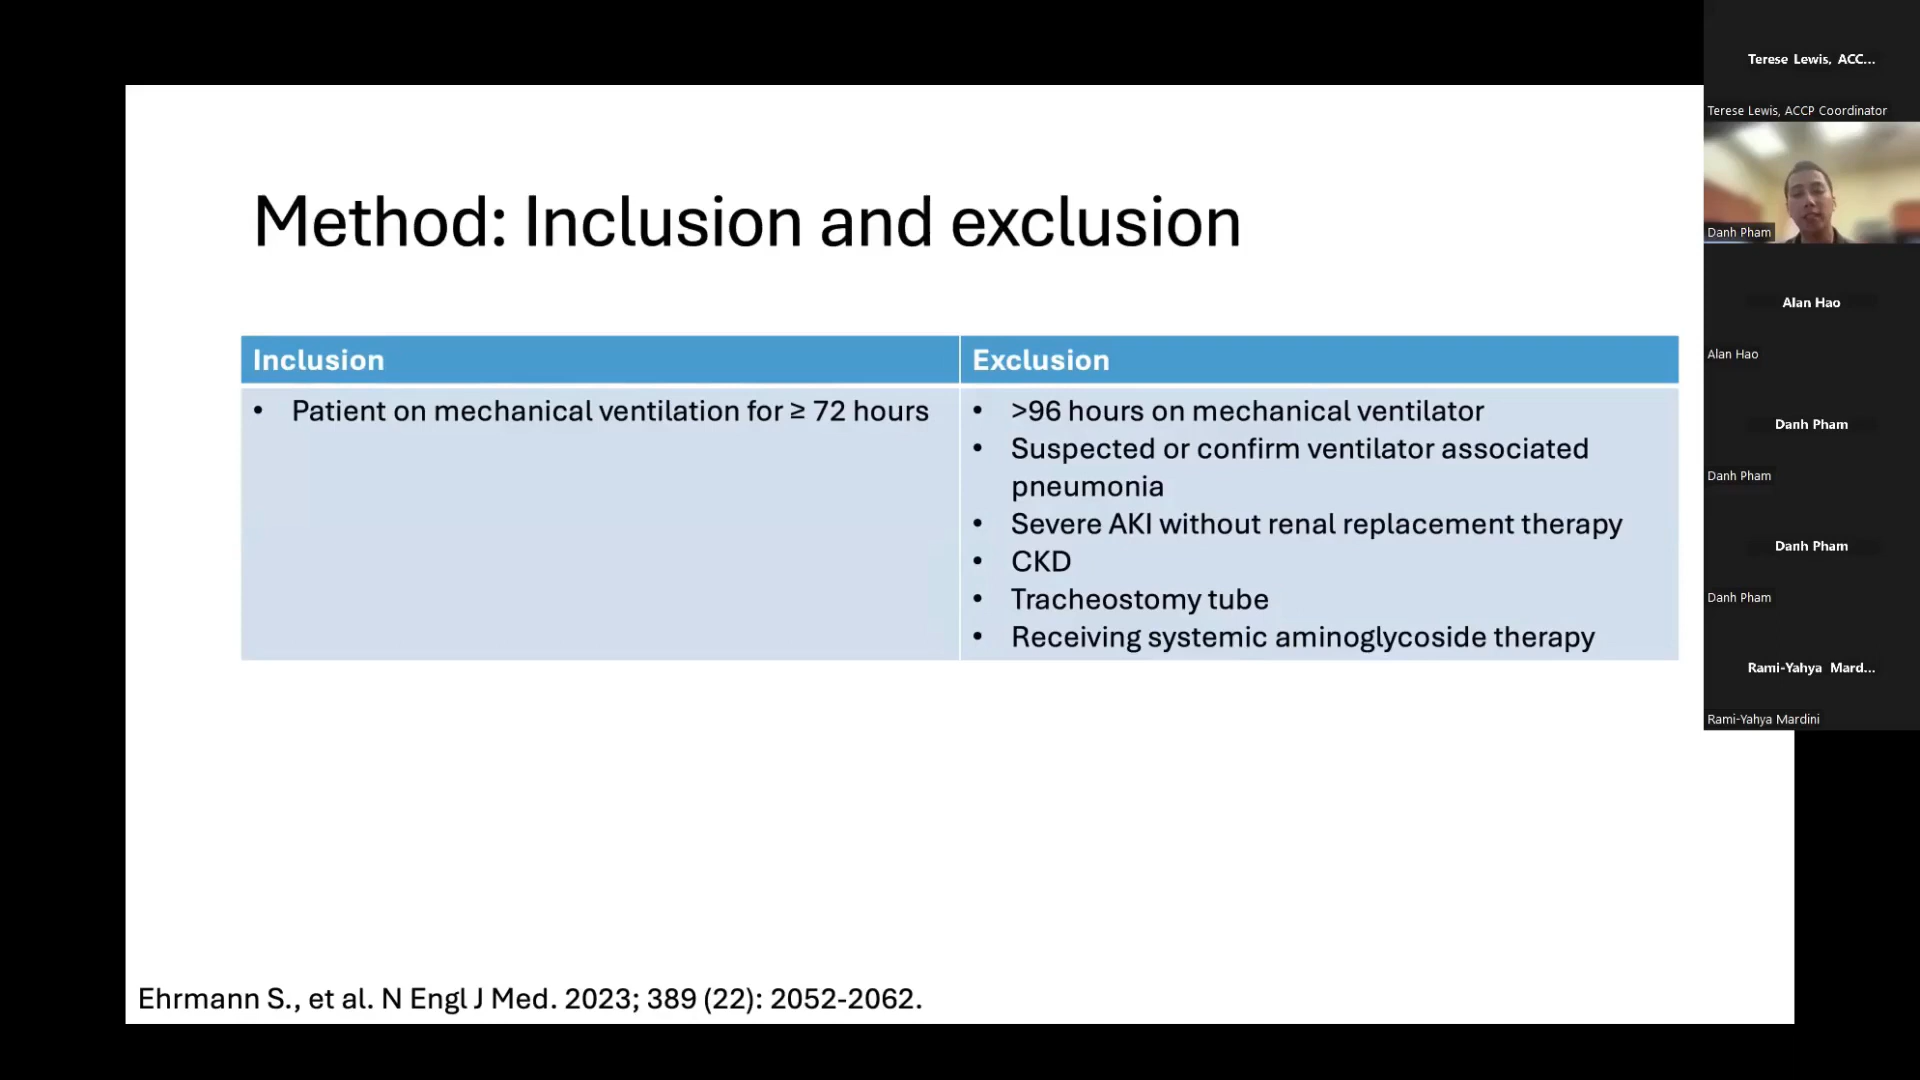 Method: Inclusion and exclusion
Inclusion
Exclusion
• Patient on mechanical ventilation for ≥ 72 hours
• >96 hours on mechanical ventilator
• Suspected or confirm ventilator associated
pneumonia
• Severe AKI without renal replacement therapy
• CKD
• Tracheostomy tube
• Receiving systemic aminoglycoside therapy
Ehrmann S., et al. N Engl J Med. 2023; 389 (22): 2052-2062.
Terese Lewis, ACC...
Terese Lewis, ACCP Coordinator
Danh Pham
Alan Hao
Alan Hao
Danh Pham
Danh Pham
Danh Pham
Danh Pham
Rami-Yahya Mard...
Rami-Yahya Mardini